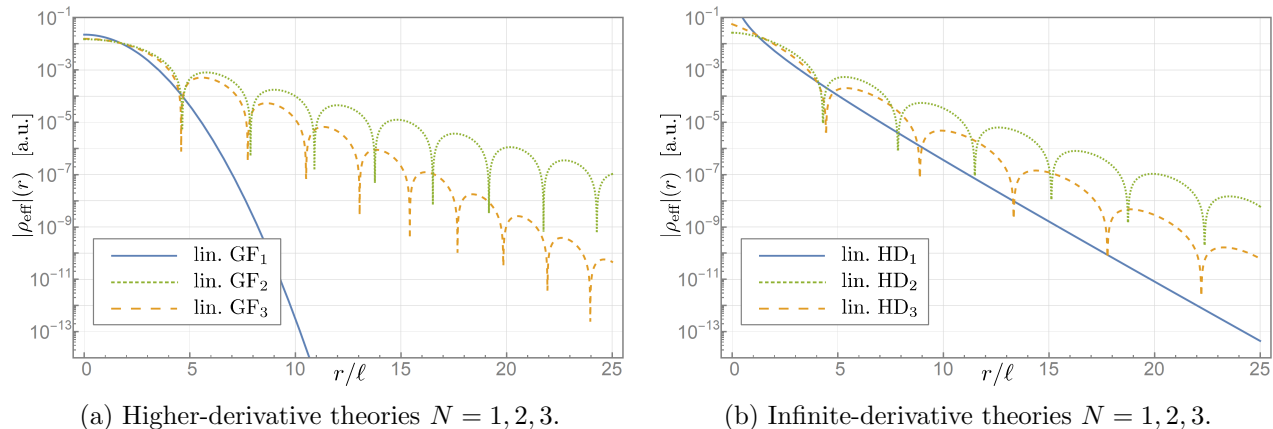 10^-1
10^-3
10^-5
10^-7
10^-9
10^-11
10^-13
|ρ_eff|(r) [a.u.]
lin. GF_1
lin. GF_2
lin. GF_3
0 5 10 15 20 25
r/ℓ
(a) Higher-derivative theories N = 1, 2, 3.
10^-1
10^-3
10^-5
10^-7
10^-9
10^-11
10^-13
|ρ_eff|(r) [a.u.]
lin. HD_1
lin. HD_2
lin. HD_3
0 5 10 15 20 25
r/ℓ
(b) Infinite-derivative theories N = 1, 2, 3.